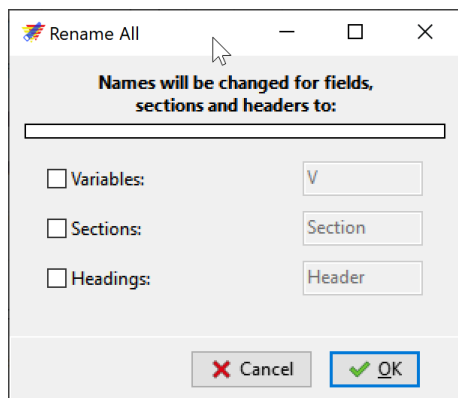 Rename All
Names will be changed for fields,
sections and headers to:
Variables: V
Sections: Section
Headings: Header
Cancel OK